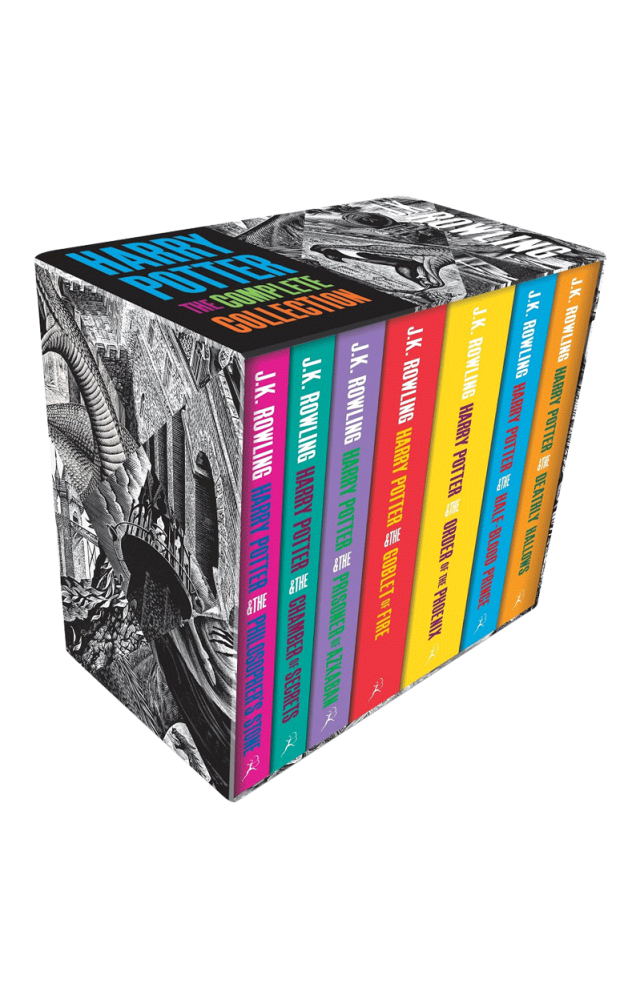 HARRY
POTTER
THE COMPLETE
COLLECTION
ROWLING
J.K. ROWLING HARRY POTTER & THE PHILOSOPHER'S STONE
J.K. ROWLING HARRY POTTER & THE CHAMBER OF SECRETS
J.K. ROWLING HARRY POTTER & THE PRISONER OF AZKABAN
J.K. ROWLING HARRY POTTER & THE GOBLET OF FIRE
J.K. ROWLING HARRY POTTER & THE ORDER OF THE PHOENIX
J.K. ROWLING HARRY POTTER & THE HALF-BLOOD PRINCE
J.K. ROWLING HARRY POTTER & THE DEATHLY HALLOWS